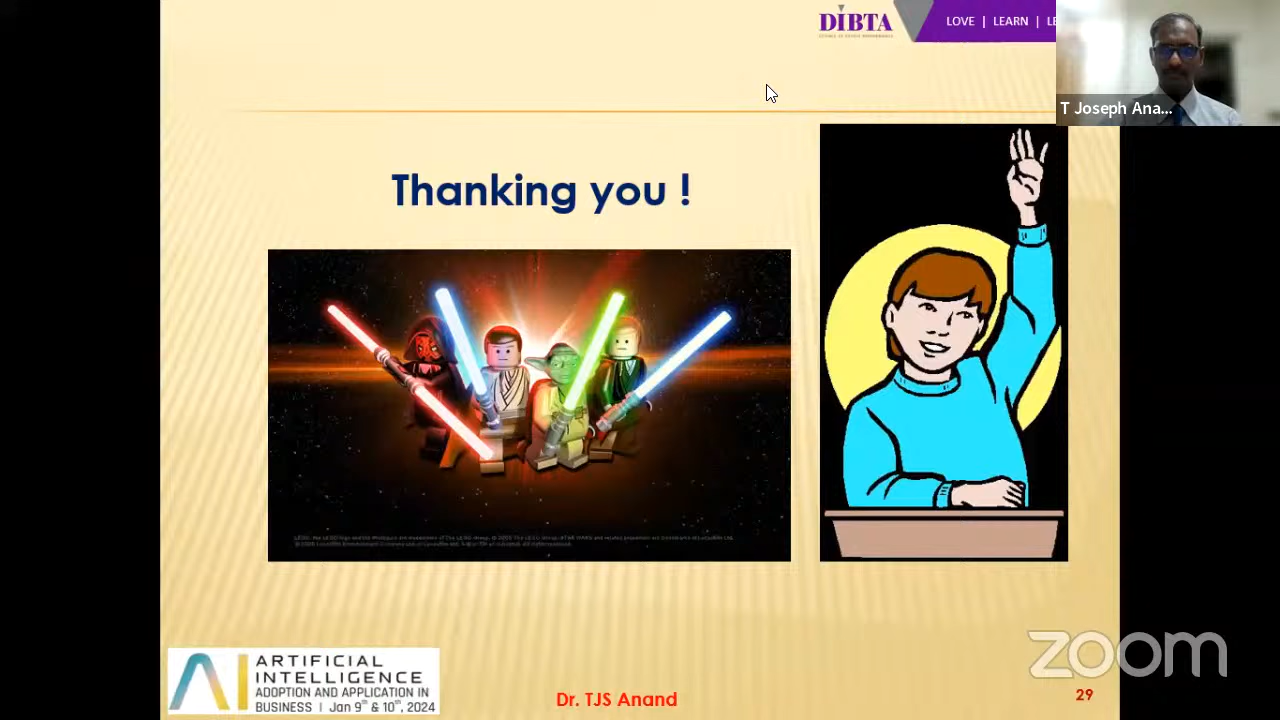 DIBTA
LOVE | LEARN | LE
T Joseph Ana...
Thanking you !
ARTIFICIAL
INTELLIGENCE
ADOPTION AND APPLICATION IN
BUSINESS | Jan 9th & 10th, 2024
Dr. TJS Anand
zoom
29